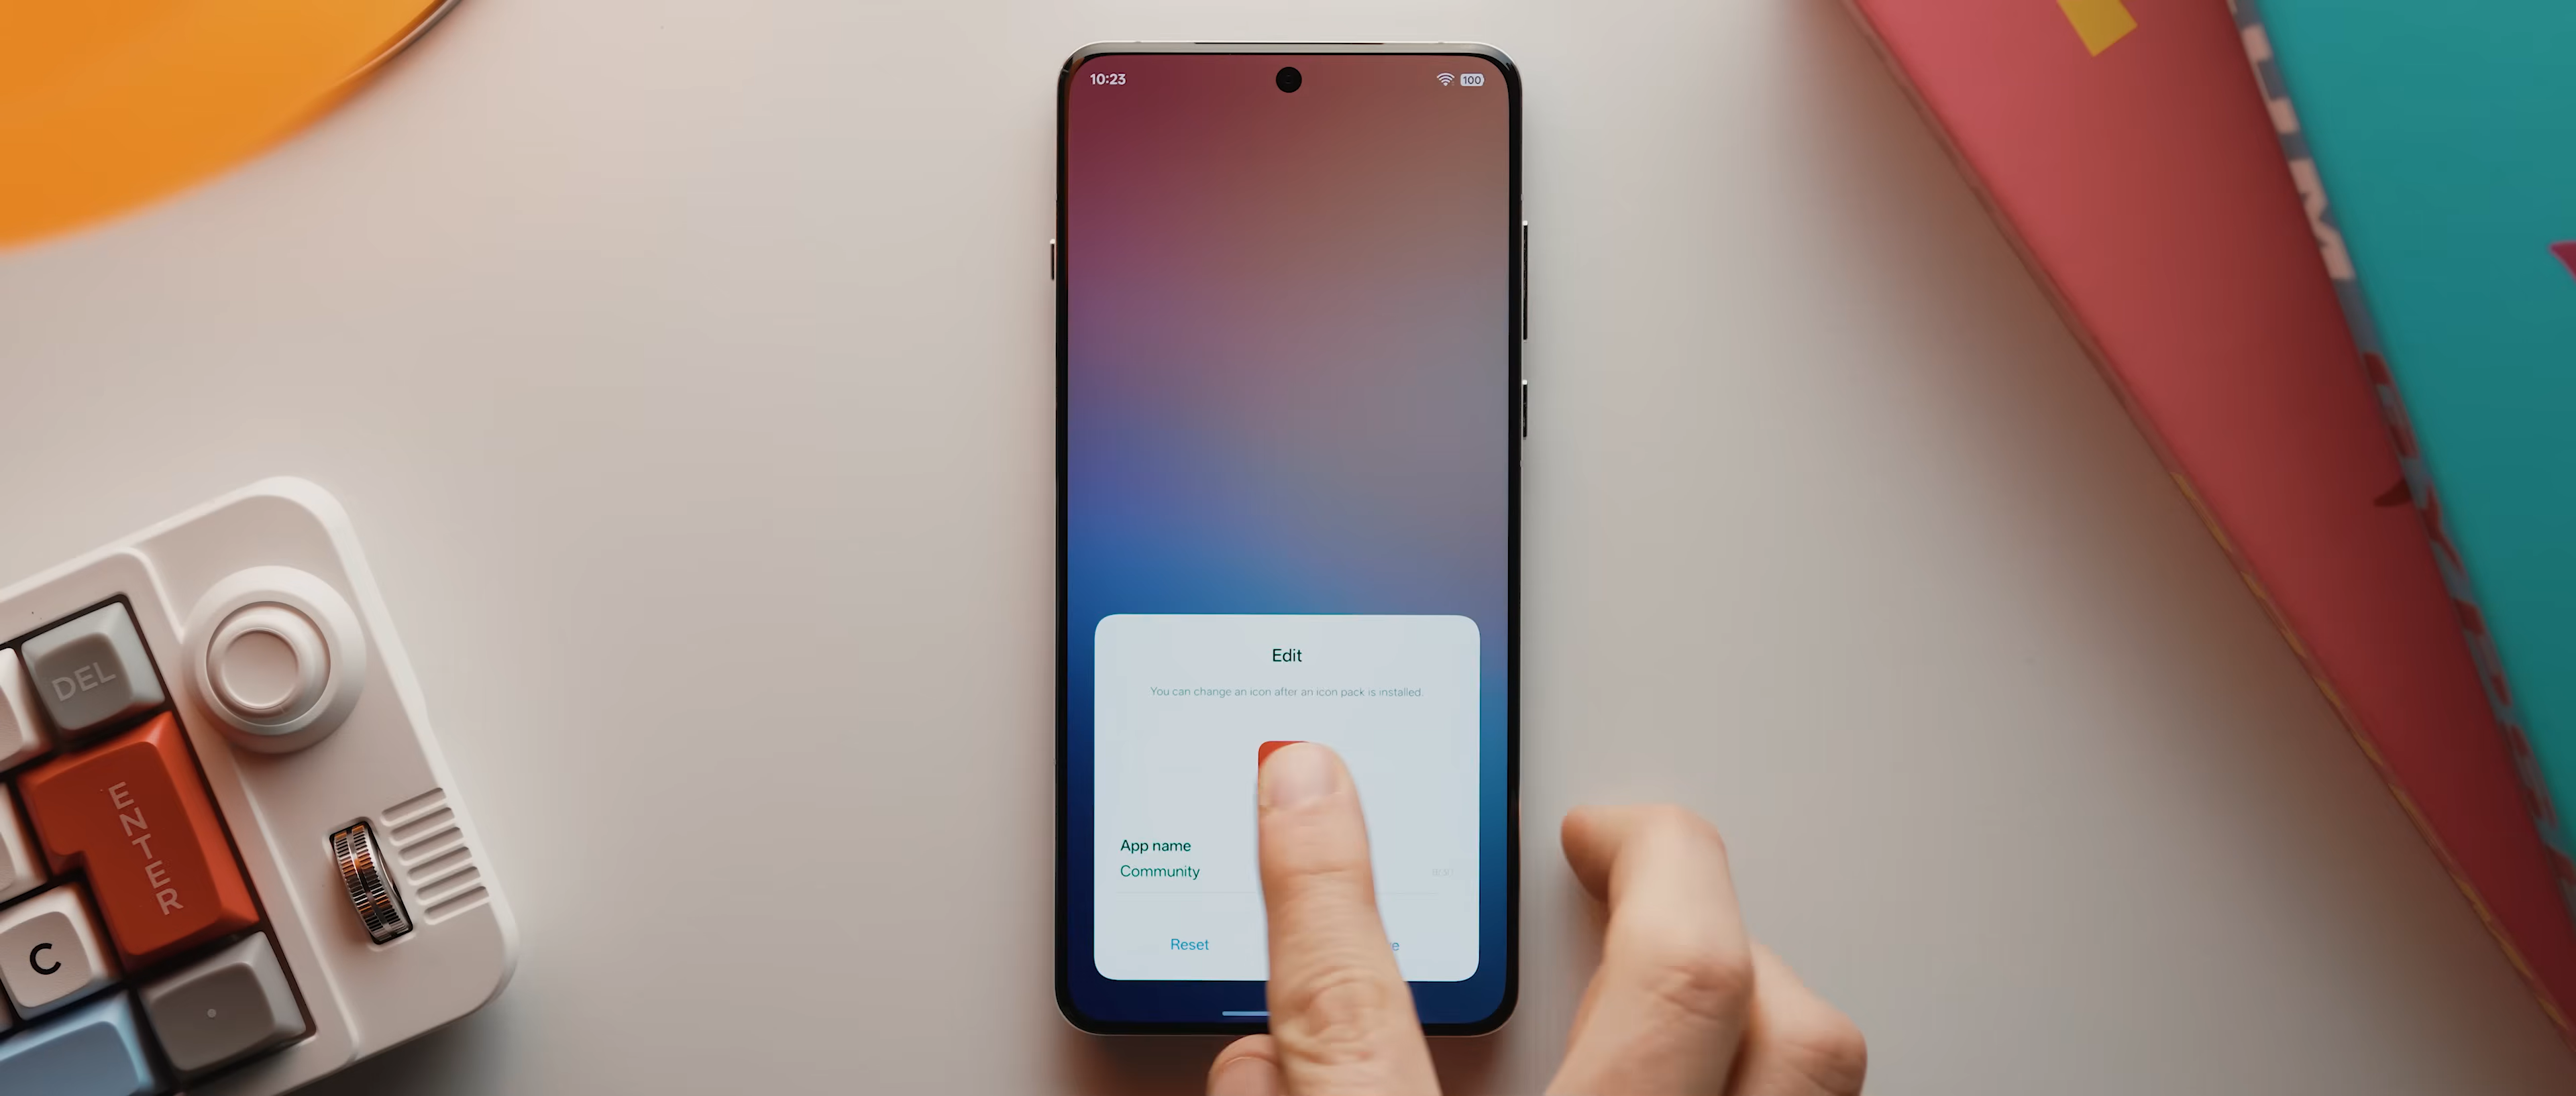 10:23
100
Edit
You can change an icon after an icon pack is installed.
App name
Community
Reset
DEL
ENTER
C